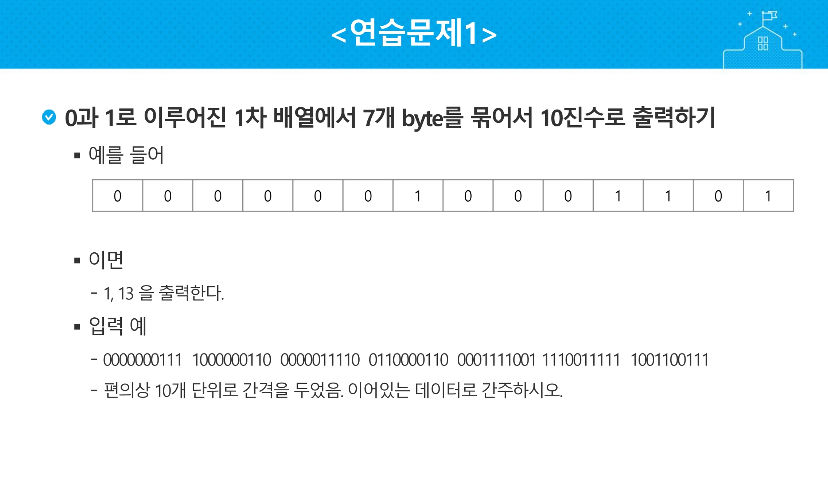 <연습문제1>
0과 1로 이루어진 1차 배열에서 7개 byte를 묶어서 10진수로 출력하기
▪ 예를 들어
0 0 0 0 0 0 1 0 0 0 1 1 0 1
▪ 이면
- 1, 13 을 출력한다.
▪ 입력 예
- 0000000111 1000000110 0000011110 0110000110 0001111001 1110011111 1001100111
- 편의상 10개 단위로 간격을 두었음. 이어있는 데이터로 간주하시오.